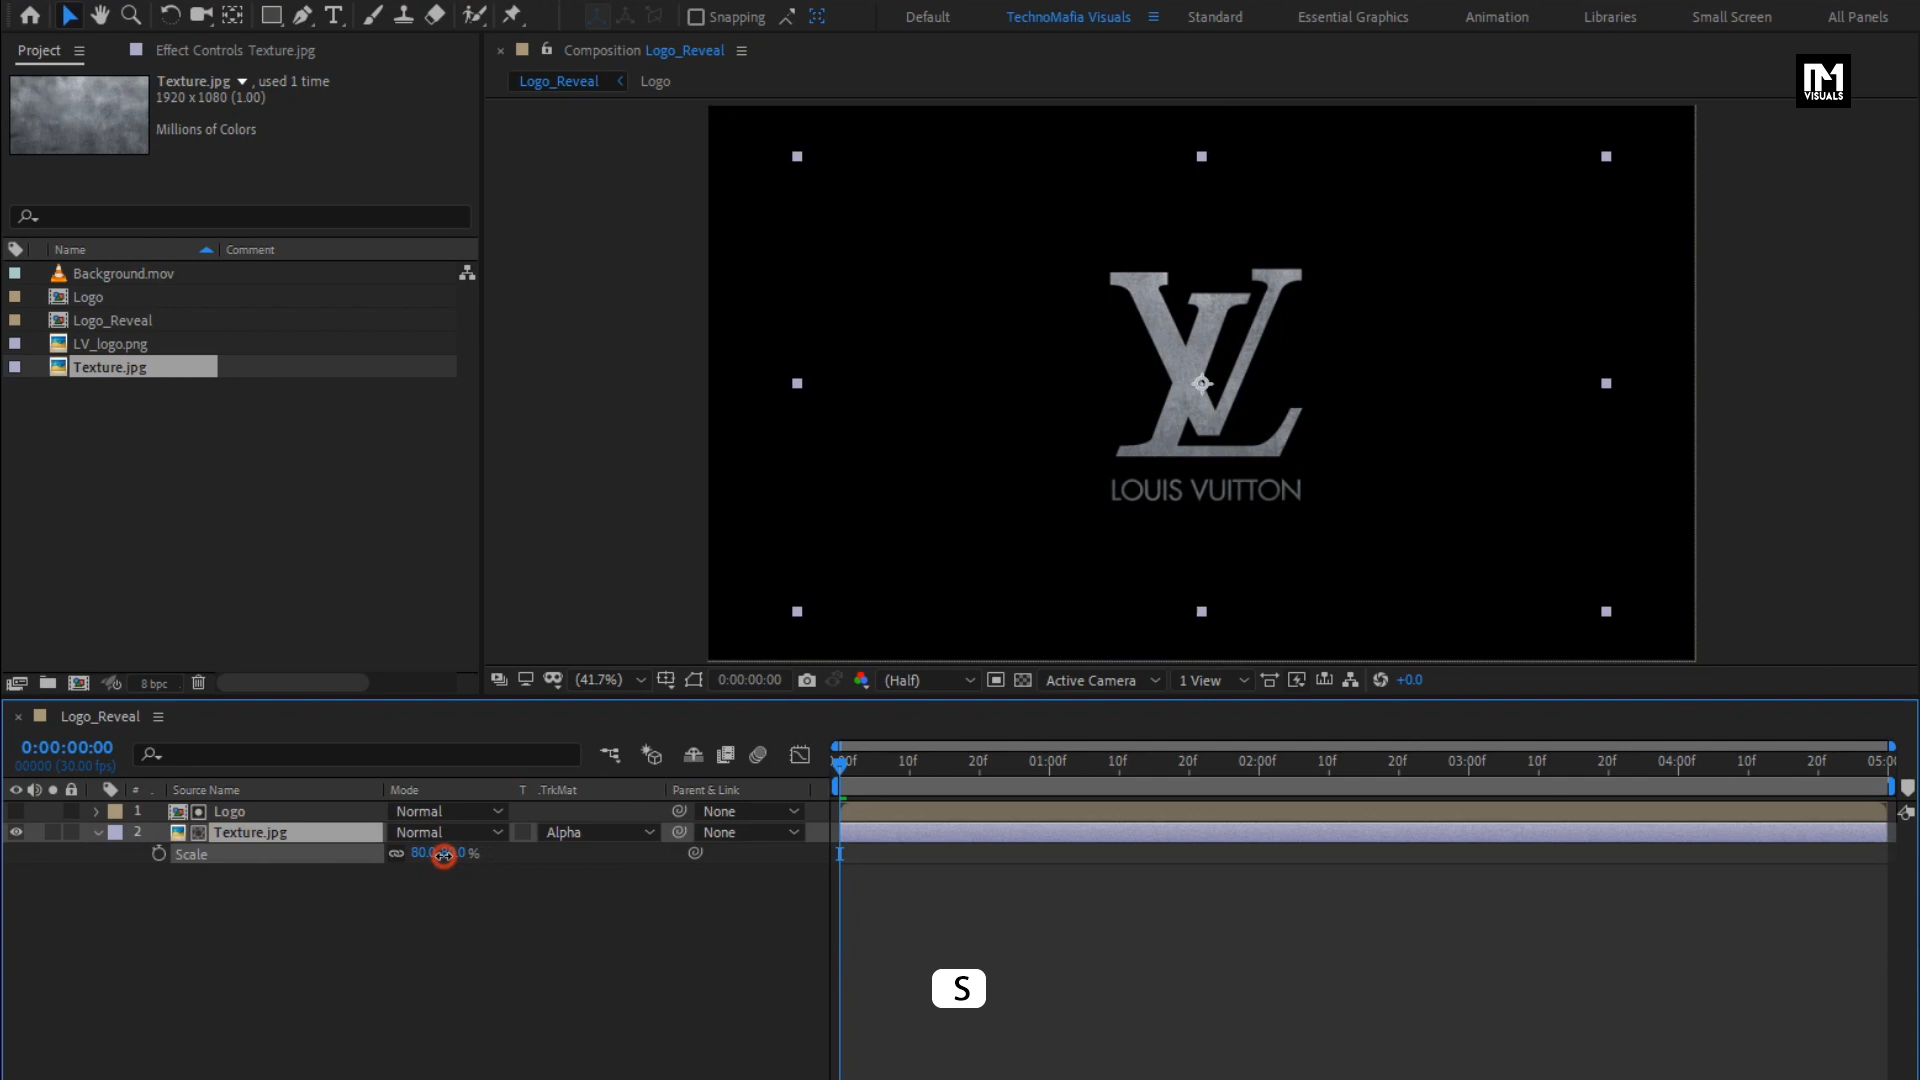 Snapping
Default
TechnoMafia Visuals
Standard
Essential Graphics
Animation
Libraries
Small Screen
All Panels
Project
Effect Controls Texture.jpg
Composition Logo_Reveal
Texture.jpg , used 1 time
1920 x 1080 (1.00)
Millions of Colors
Logo_Reveal
Logo
VISUALS
Name
Comment
Background.mov
Logo
Logo_Reveal
LV_logo.png
Texture.jpg
LOUIS VUITTON
8 bpc
(41.7%)
0:00:00:00
(Half)
Active Camera
1 View
+0.0
Logo_Reveal
0:00:00:00
00000 (30.00 fps)
10f
20f
01:00f
10f
20f
02:00f
10f
20f
03:00f
10f
20f
04:00f
10f
20f
#
Source Name
Mode
T
.TrkMat
Parent & Link
1
Logo
Normal
None
2
Texture.jpg
Normal
Alpha
None
Scale
%
S